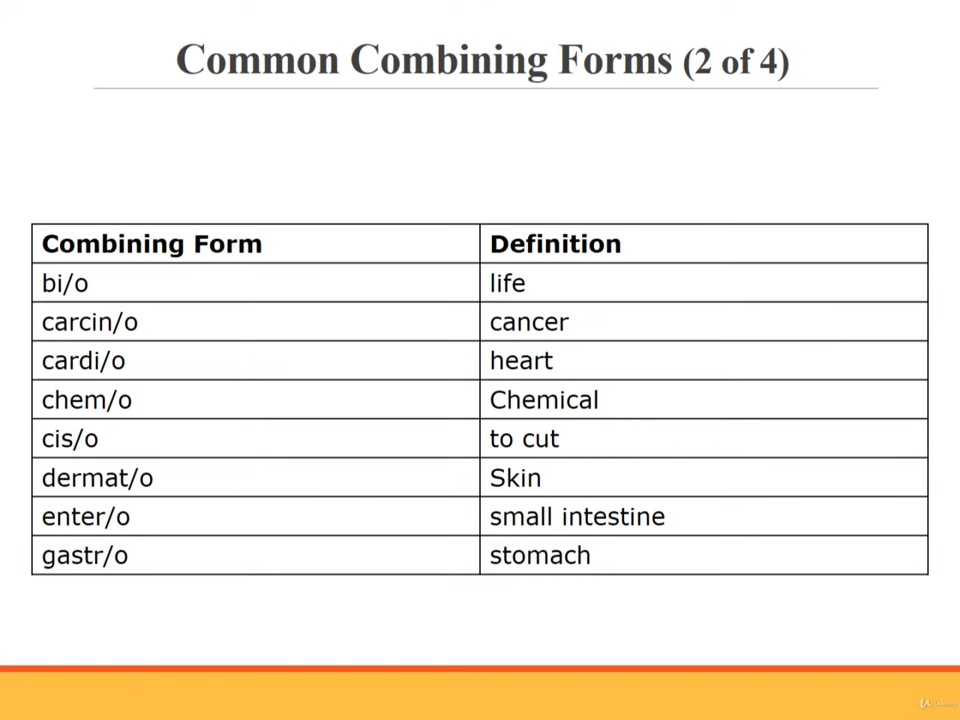 Common Combining Forms (2 of 4)
Combining Form Definition
bi/o life
carcin/o cancer
cardi/o heart
chem/o Chemical
cis/o to cut
dermat/o Skin
enter/o small intestine
gastr/o stomach
Udemy